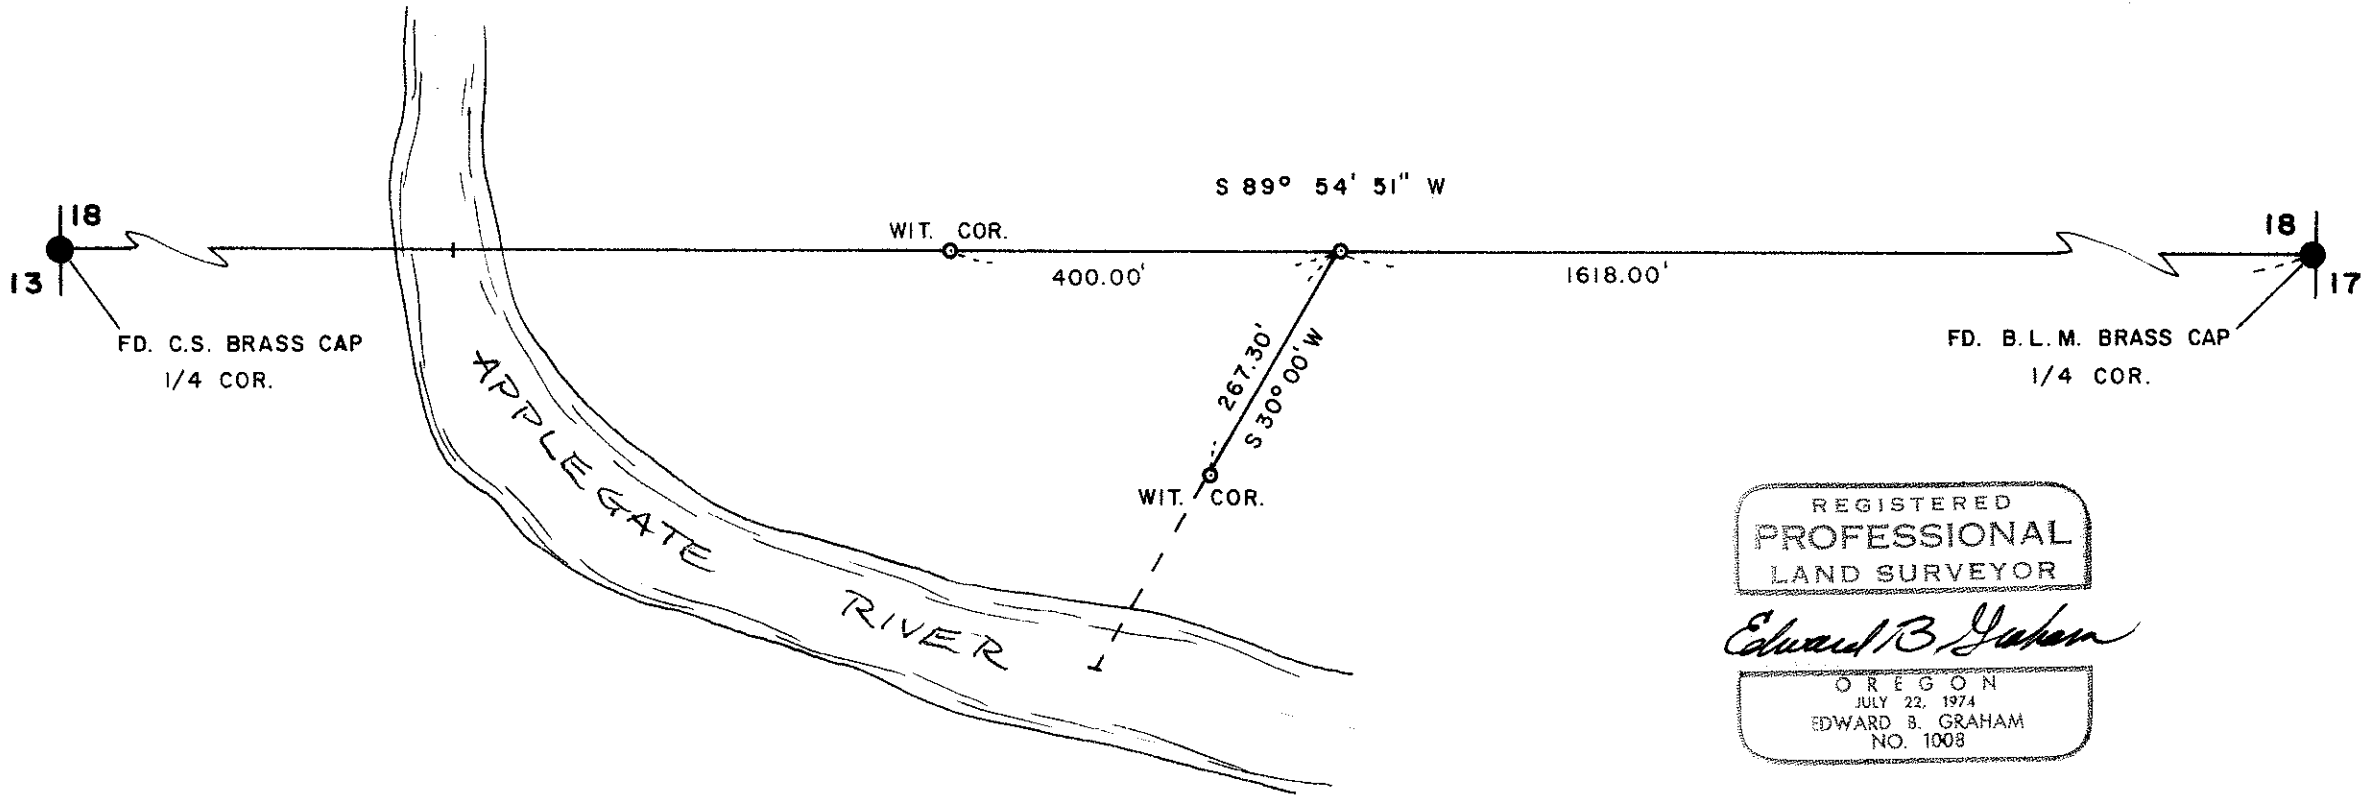 S 89° 54' 51" W
18
13
WIT. COR.
400.00'
1618.00'
18
17
FD. C.S. BRASS CAP
1/4 COR.
FD. B.L.M. BRASS CAP
1/4 COR.
267.30'
S 30° 00' W
WIT. COR.
APPLEGATE
RIVER
REGISTERED
PROFESSIONAL
LAND SURVEYOR
Edward B Graham
OREGON
JULY 22, 1974
EDWARD B. GRAHAM
NO. 1008